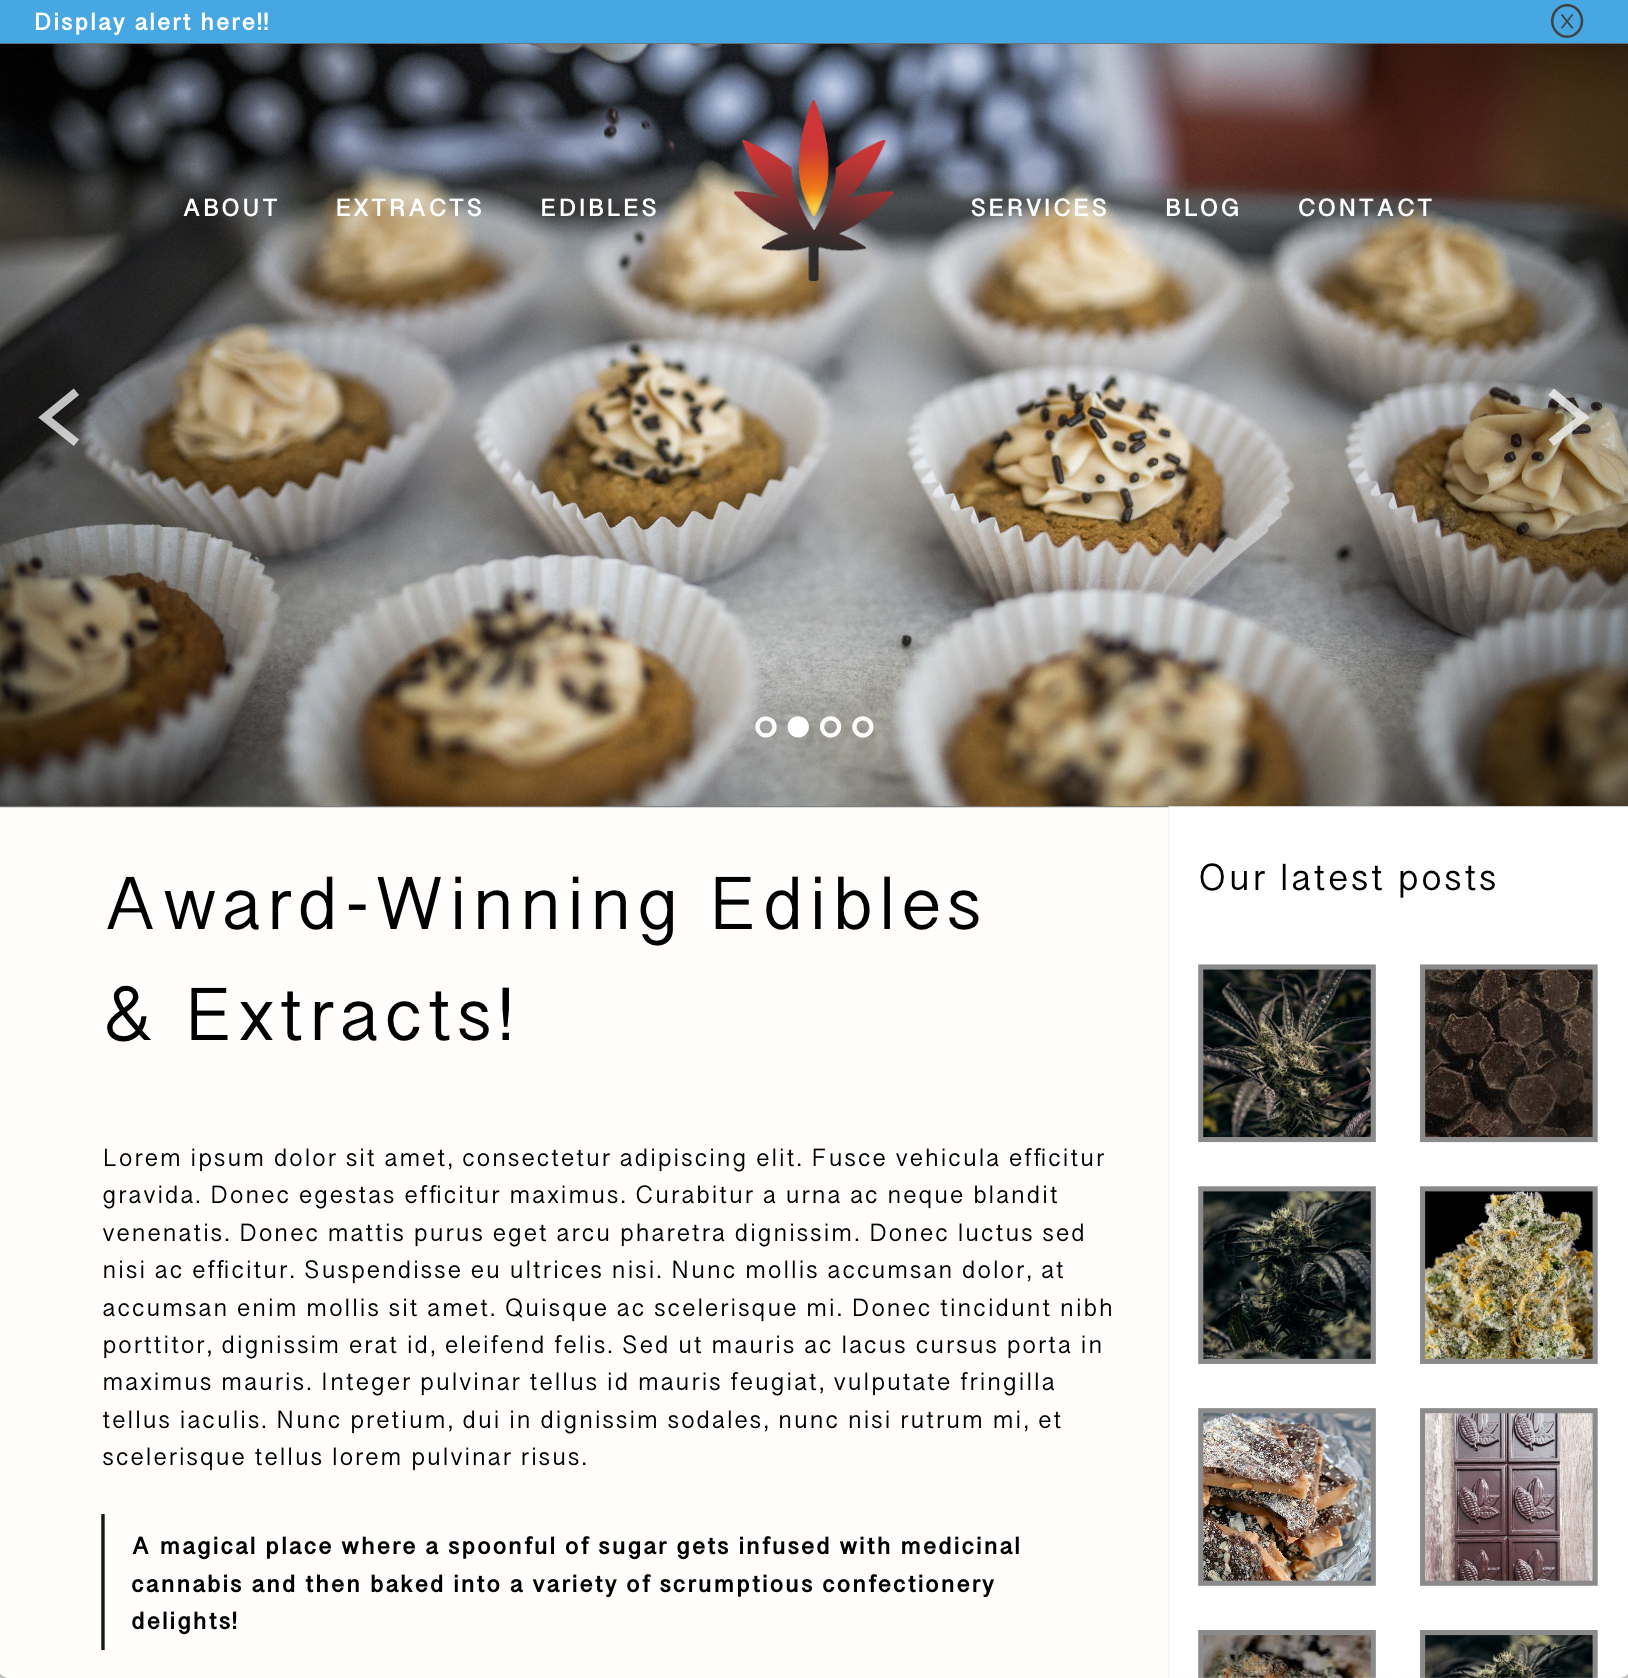 Display alert here!!
X
ABOUT
EXTRACTS
EDIBLES
SERVICES
BLOG
CONTACT
Award-Winning Edibles
& Extracts!
Lorem ipsum dolor sit amet, consectetur adipiscing elit. Fusce vehicula efficitur
gravida. Donec egestas efficitur maximus. Curabitur a urna ac neque blandit
venenatis. Donec mattis purus eget arcu pharetra dignissim. Donec luctus sed
nisi ac efficitur. Suspendisse eu ultrices nisi. Nunc mollis accumsan dolor, at
accumsan enim mollis sit amet. Quisque ac scelerisque mi. Donec tincidunt nibh
porttitor, dignissim erat id, eleifend felis. Sed ut mauris ac lacus cursus porta in
maximus mauris. Integer pulvinar tellus id mauris feugiat, vulputate fringilla
tellus iaculis. Nunc pretium, dui in dignissim sodales, nunc nisi rutrum mi, et
scelerisque tellus lorem pulvinar risus.
A magical place where a spoonful of sugar gets infused with medicinal
cannabis and then baked into a variety of scrumptious confectionery
delights!
Our latest posts